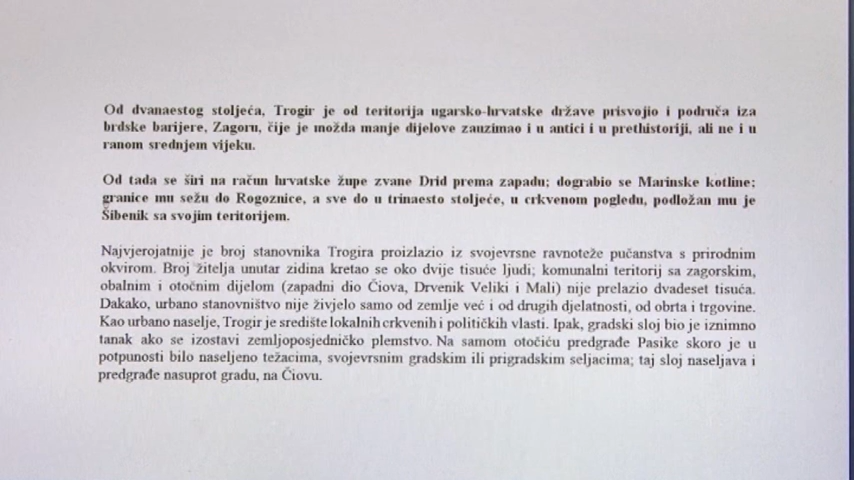 Od dvanaestog stoljeća, Trogir je od teritorija ugarsko-hrvatske države prisvojio i područa iza
brdske barijere, Zagoru, čije je možda manje dijelove zauzimao i u antici i u prethistoriji, ali ne i u
ranom srednjem vijeku.
Od tada se širi na račun hrvatske župe zvane Drid prema zapadu; dograbio se Marinske kotline;
granice mu sežu do Rogoznice, a sve do u trinaesto stoljeće, u crkvenom pogledu, podložan mu je
Šibenik sa svojim teritorijem.
Najvjerojatnije je broj stanovnika Trogira proizlazio iz svojevrsne ravnoteže pučanstva s prirodnim
okvirom. Broj žitelja unutar zidina kretao se oko dvije tisuće ljudi; komunalni teritorij sa zagorskim,
obalnim i otočnim dijelom (zapadni dio Čiova, Drvenik Veliki i Mali) nije prelazio dvadeset tisuća.
Dakako, urbano stanovništvo nije živjelo samo od zemlje već i od drugih djelatnosti, od obrta i trgovine.
Kao urbano naselje, Trogir je središte lokalnih crkvenih i političkih vlasti. Ipak, gradski sloj bio je iznimno
tanak ako se izostavi zemljoposjedničko plemstvo. Na samom otočiću predgrađe Pasike skoro je u
potpunosti bilo naseljeno težacima, svojevrsnim gradskim ili prigradskim seljacima; taj sloj naseljava i
predgrađe nasuprot gradu, na Čiovu.